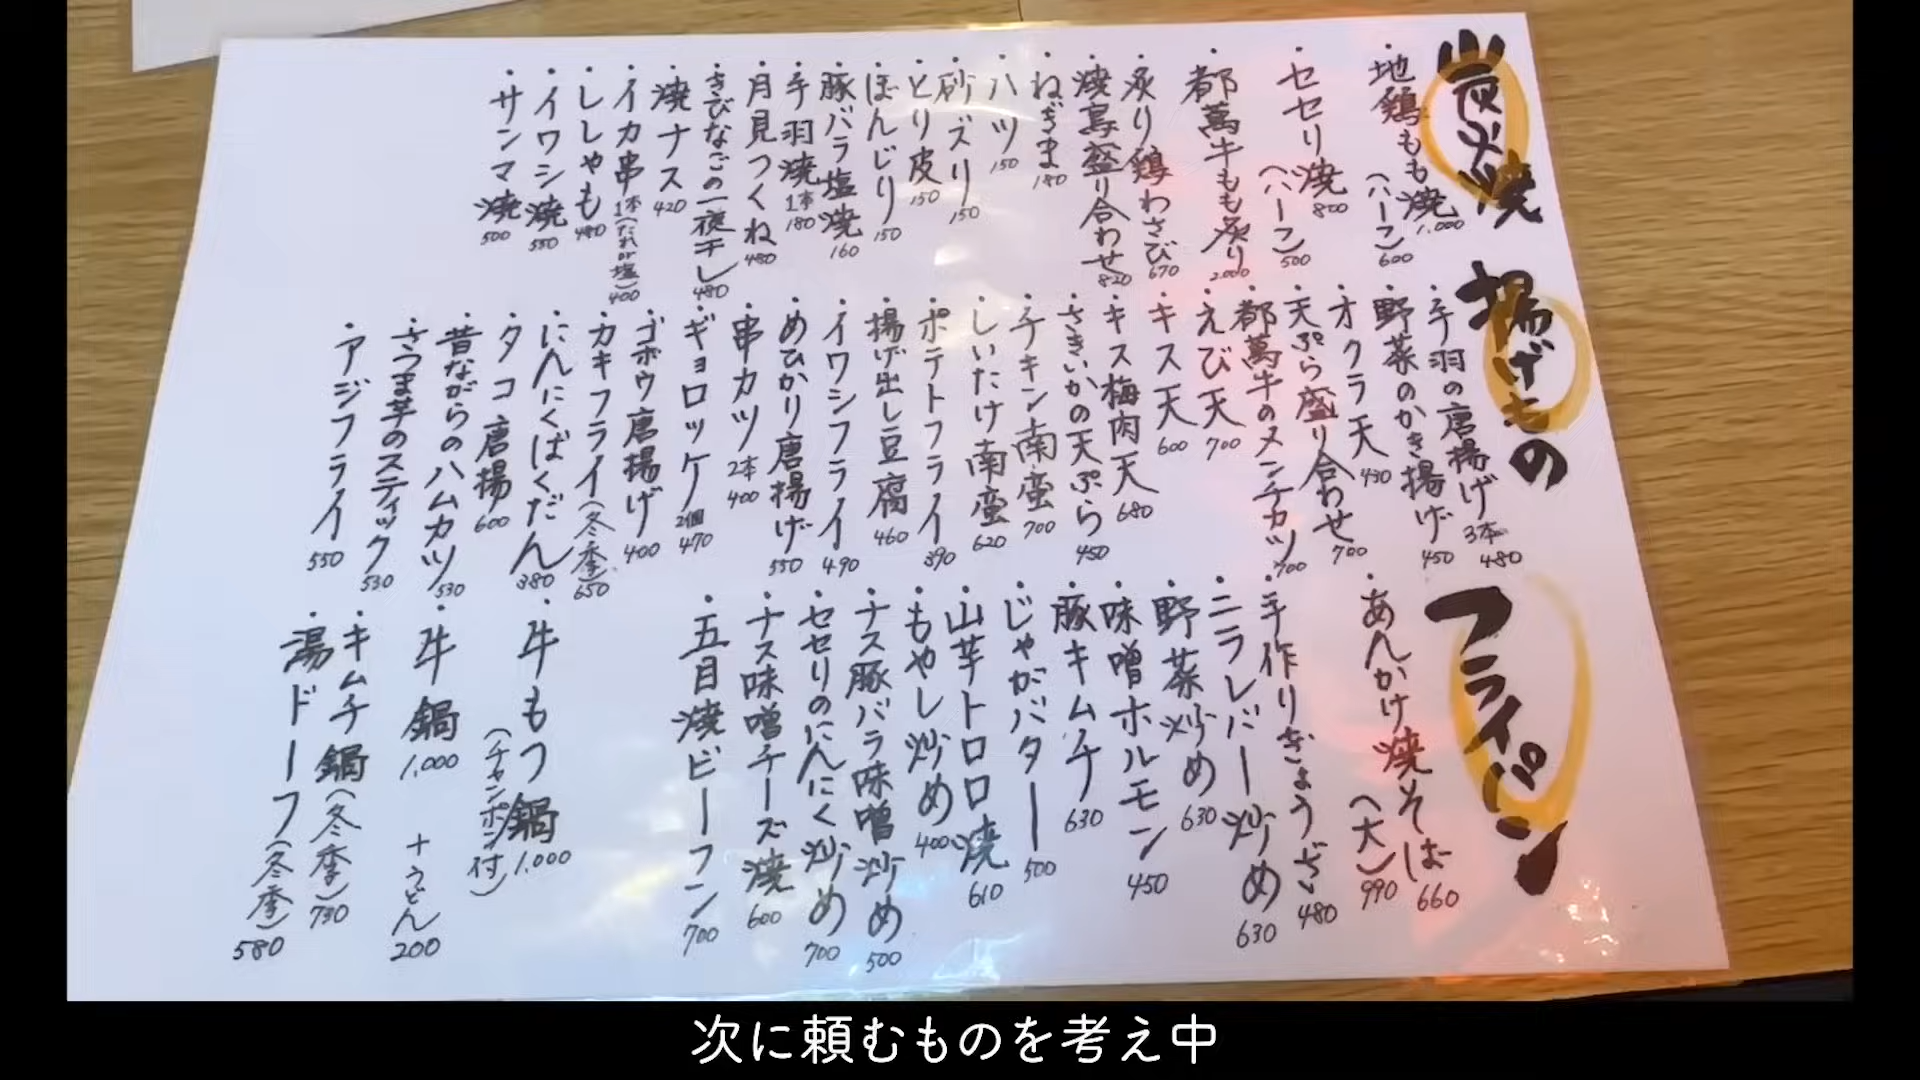 炭火焼
・地鶏もも焼 1,000
(ハーフ) 600
・セセリ焼 800
(ハーフ) 500
・都萬牛もも炙り 2,000
・炙り鶏わさび 670
・焼鳥盛り合わせ 820
・ねぎま 180
・ハツ 150
・砂ズリ 150
・とり皮 150
・ぼんじり 150
・豚バラ塩焼 160
・手羽焼 1本 180
・月見つくね 480
・きびなごの一夜干し 480
・焼ナス 420
・イカ串 1本(たれor塩) 400
・ししゃも 480
・イワシ焼 550
・サンマ焼 500
揚げもの
・手羽の唐揚げ 3本 480
・野菜のかき揚げ 450
・オクラ天 430
・天ぷら盛り合わせ 700
・都萬牛のメンチカツ 700
・えび天 700
・キス天 600
・キス梅肉天 680
・さきいかの天ぷら 450
・チキン南蛮 700
・しいたけ南蛮 620
・ポテトフライ 390
・揚げ出し豆腐 460
・イワシフライ 490
・めひかり唐揚げ 550
・串カツ 2本 400
・ギョロッケ 2個 470
・ゴボウ唐揚げ 400
・カキフライ(冬季) 650
・にんにくばくだん 380
・タコ唐揚 600
・昔ながらのハムカツ 530
・さつま芋のスティック 530
・アジフライ 550
フライパン
・あんかけ焼そば 660
(大) 990
・手作りぎょうざ 480
・ニラレバー炒め 630
・野菜炒め 630
・味噌ホルモン 450
・豚キムチ 630
・じゃがバター 500
・山芋トロロ焼 610
・もやし炒め 400
・ナス豚バラ味噌炒め 500
・セセリのにんにく炒め 700
・ナス味噌チーズ焼 600
・五目焼ビーフン 700
・牛もつ鍋 1,000
(チャンポン付)
・牛鍋 1,000
+うどん 200
・キムチ鍋(冬季) 730
・湯ドーフ(冬季) 580
次に頼むものを考え中